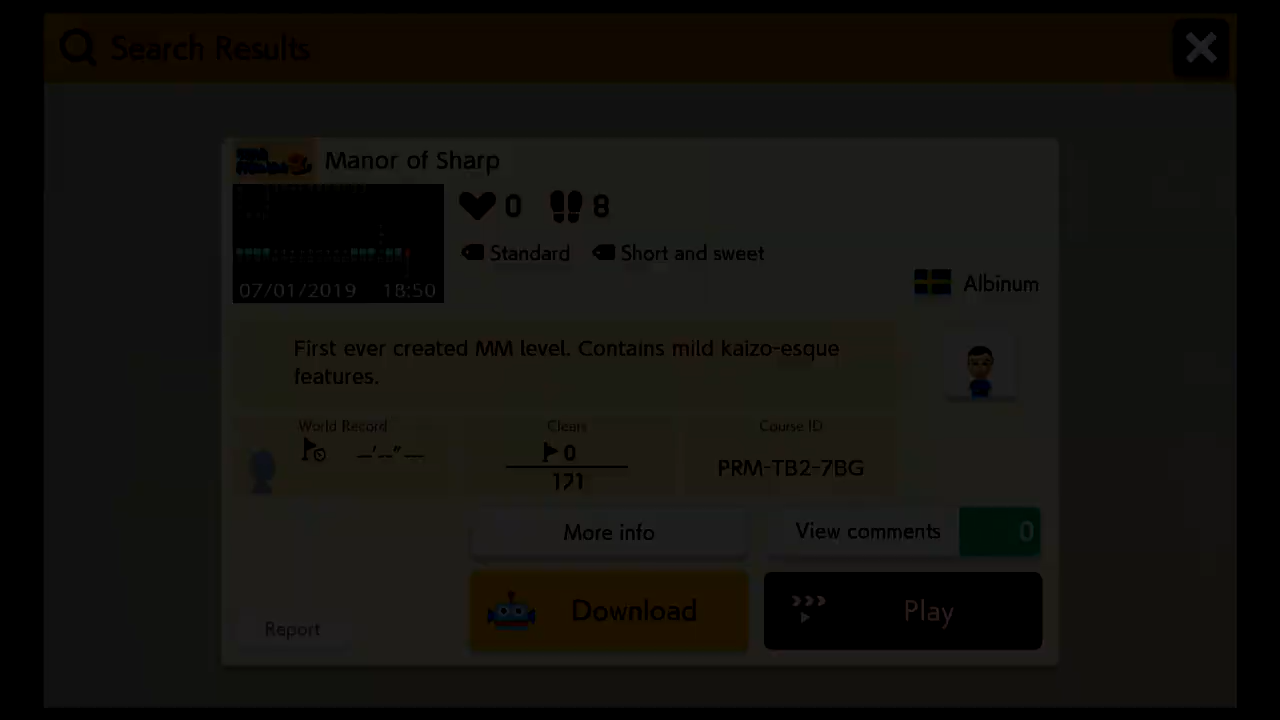 Search Results
Manor of Sharp
0 8
Standard Short and sweet
07/01/2019 18:50
Albinum
First ever created MM level. Contains mild kaizo-esque
features.
World Record Clears Course ID
--'--"--- 0
121
PRM-TB2-7BG
More info View comments 0
Download Play
Report